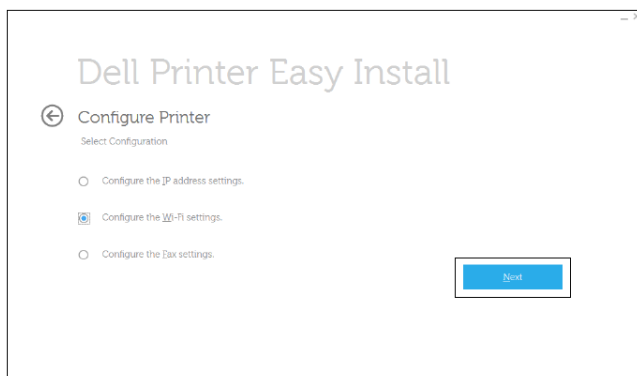 Dell Printer Easy Install
Configure Printer
Select Configuration
Configure the IP address settings.
Configure the Wi-Fi settings.
Configure the Fax settings.
Next